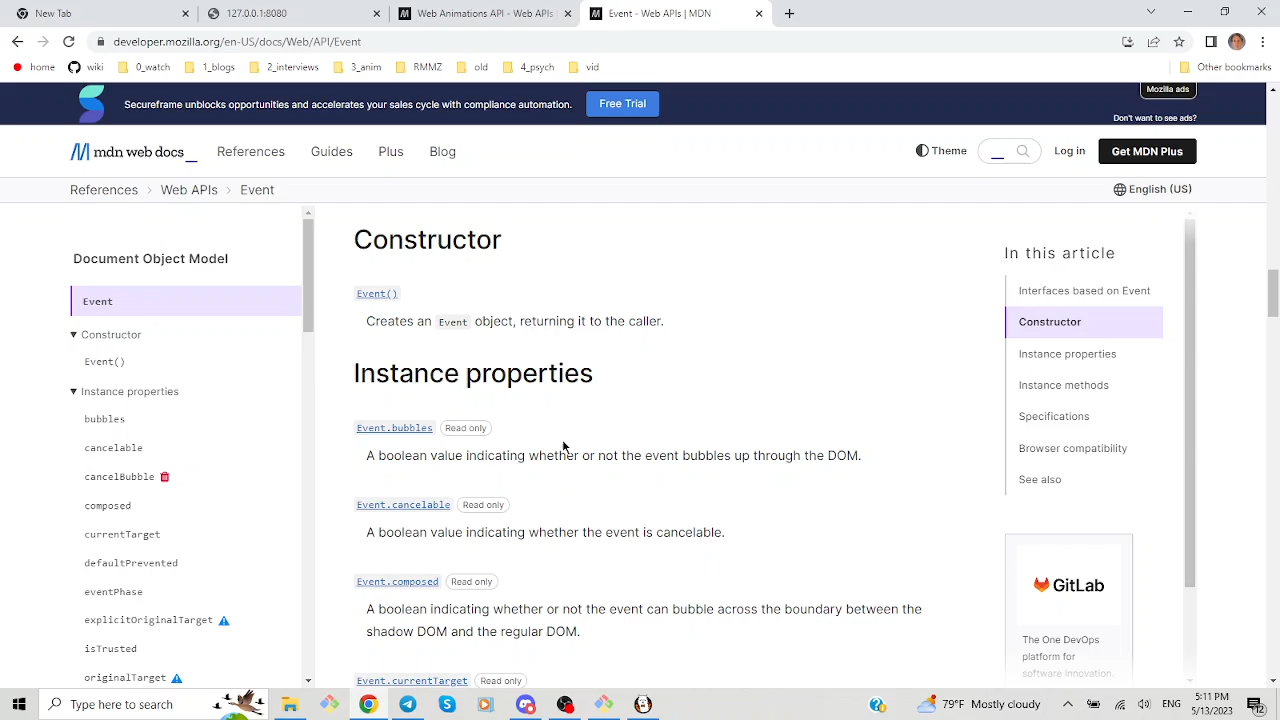 New Tab
127.0.0.1:8080
Web Animations API - Web APIs
Event - Web APIs | MDN
developer.mozilla.org/en-US/docs/Web/API/Event
home
wiki
0_watch
1_blogs
2_interviews
3_anim
RMMZ
old
4_psych
vid
Other bookmarks
Secureframe unblocks opportunities and accelerates your sales cycle with compliance automation.
Free Trial
Mozilla ads
Don't want to see ads?
mdn web docs_
References
Guides
Plus
Blog
Theme
Log in
Get MDN Plus
References > Web APIs > Event
English (US)
Document Object Model
Event
Constructor
Event()
Instance properties
bubbles
cancelable
cancelBubble
composed
currentTarget
defaultPrevented
eventPhase
explicitOriginalTarget
isTrusted
originalTarget
Constructor
Event()
Creates an Event object, returning it to the caller.
Instance properties
Event.bubbles Read only
A boolean value indicating whether or not the event bubbles up through the DOM.
Event.cancelable Read only
A boolean value indicating whether the event is cancelable.
Event.composed Read only
A boolean indicating whether or not the event can bubble across the boundary between the
shadow DOM and the regular DOM.
Event.currentTarget Read only
In this article
Interfaces based on Event
Constructor
Instance properties
Instance methods
Specifications
Browser compatibility
See also
GitLab
The One DevOps
platform for
software innovation.
Type here to search
79°F Mostly cloudy
ENG
5:11 PM
5/13/2023
12